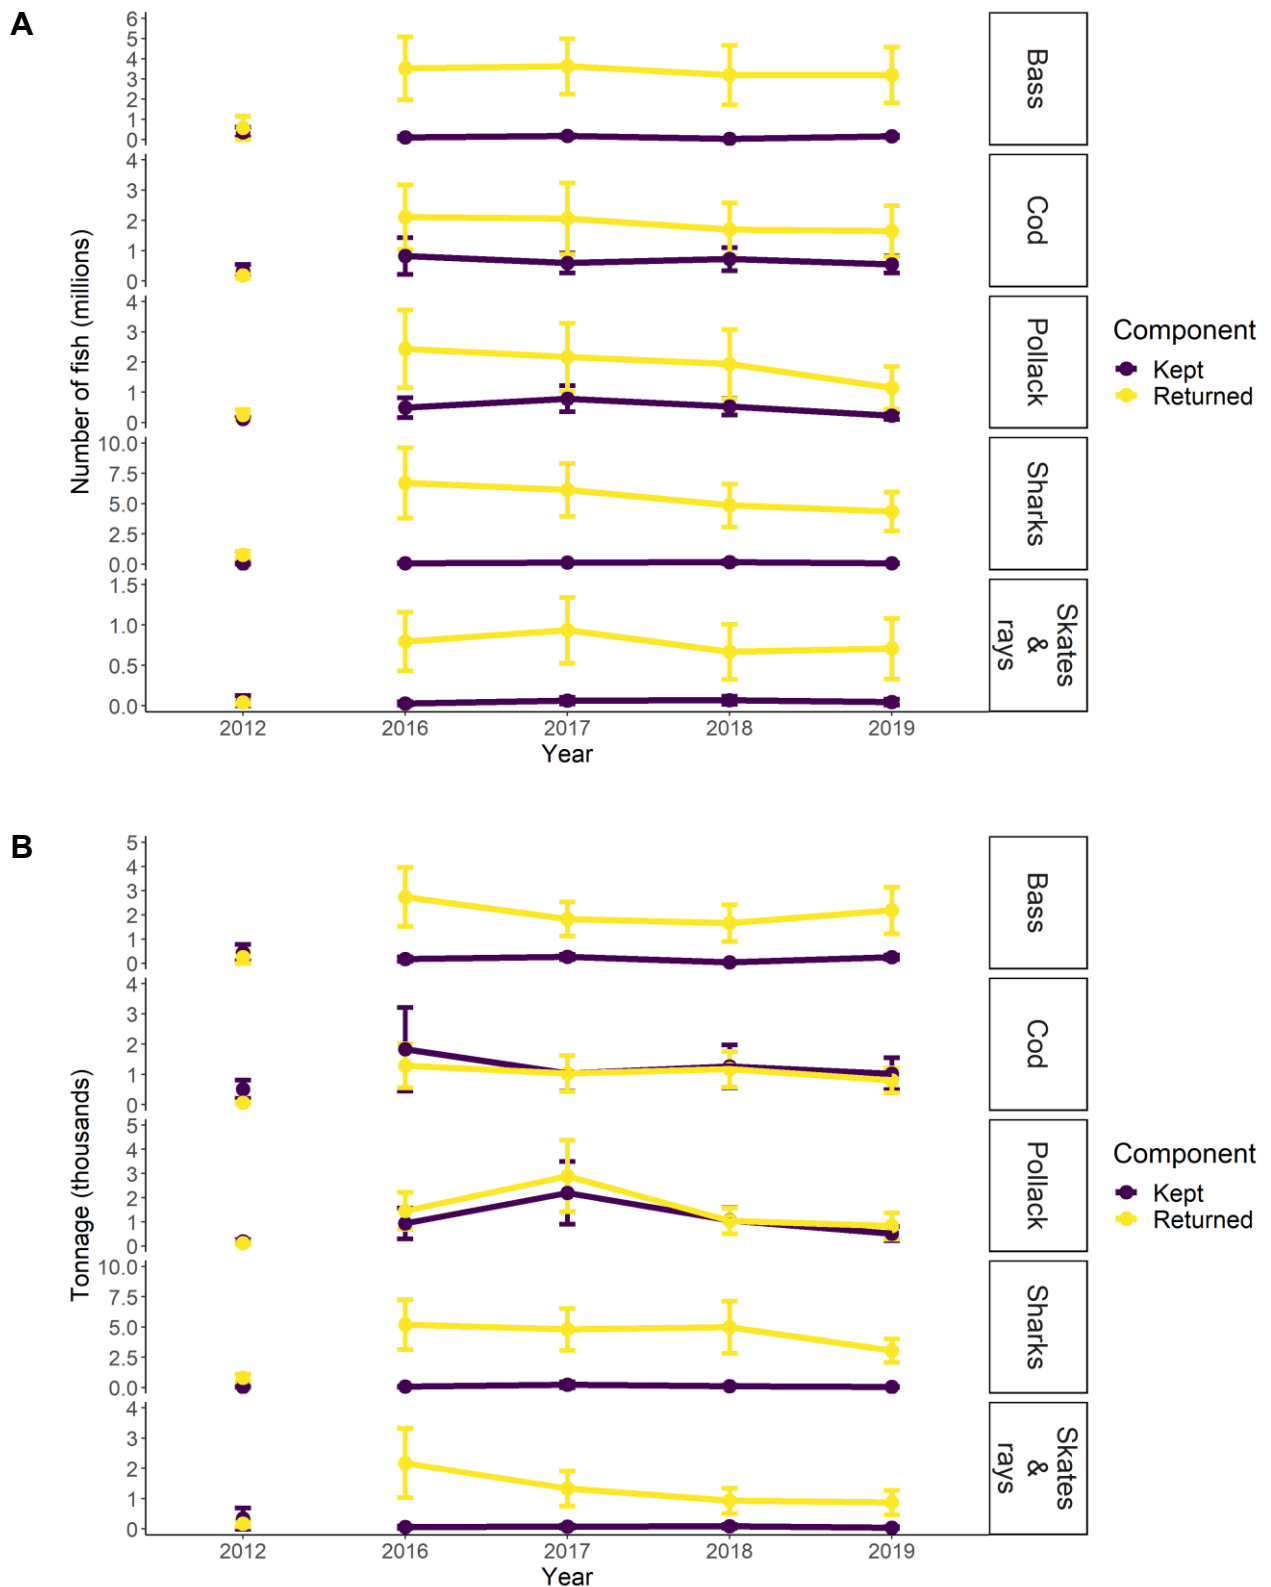 A
Number of fish (millions)
6
5
4
3
2
1
0
Bass
4
3
2
1
0
Cod
4
3
2
1
0
Pollack
10.0
7.5
5.0
2.5
0.0
Sharks
1.5
1.0
0.5
0.0
Skates
&
rays
2012 2016 2017 2018 2019
Year
Component
Kept
Returned
B
Tonnage (thousands)
5
4
3
2
1
0
Bass
4
3
2
1
0
Cod
5
4
3
2
1
0
Pollack
10.0
7.5
5.0
2.5
0.0
Sharks
4
3
2
1
0
Skates
&
rays
2012 2016 2017 2018 2019
Year
Component
Kept
Returned